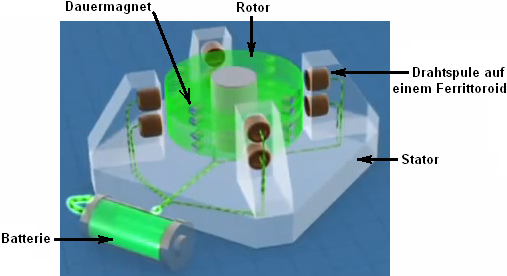 Dauermagnet
Rotor
Drahtspule auf
einem Ferrittoroid
Stator
Batterie